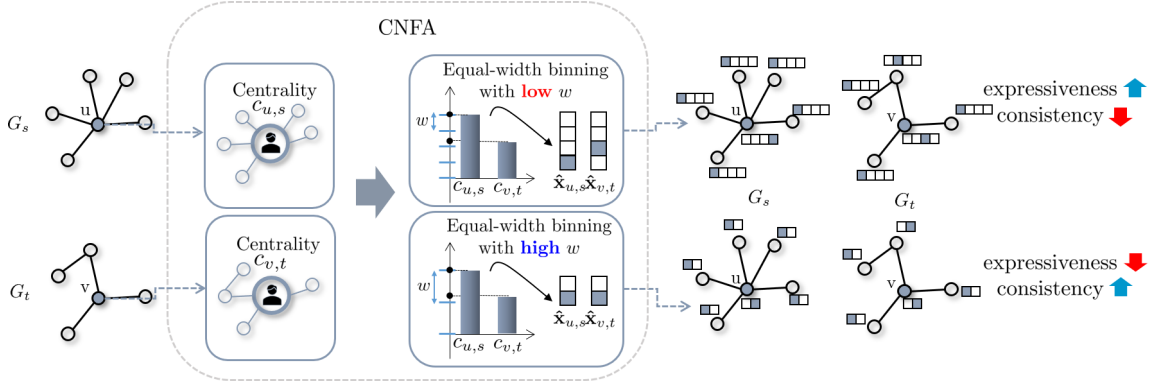 CNFA
G_s
u
Centrality
c_{u,s}
Equal-width binning
with low w
w
c_{u,s} c_{v,t}
x̂_{u,s} x̂_{v,t}
u
v
expressiveness
consistency
G_s
G_t
G_t
v
Centrality
c_{v,t}
Equal-width binning
with high w
w
c_{u,s} c_{v,t}
x̂_{u,s} x̂_{v,t}
u
v
expressiveness
consistency